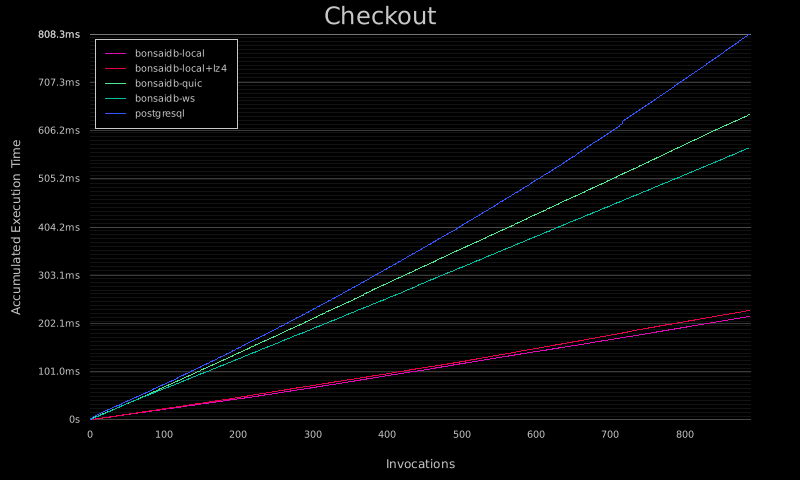 Checkout
808.3ms
707.3ms
606.2ms
505.2ms
404.2ms
303.1ms
202.1ms
101.0ms
0s
bonsaidb-local
bonsaidb-local+lz4
bonsaidb-quic
bonsaidb-ws
postgresql
Accumulated Execution Time
0 100 200 300 400 500 600 700 800
Invocations